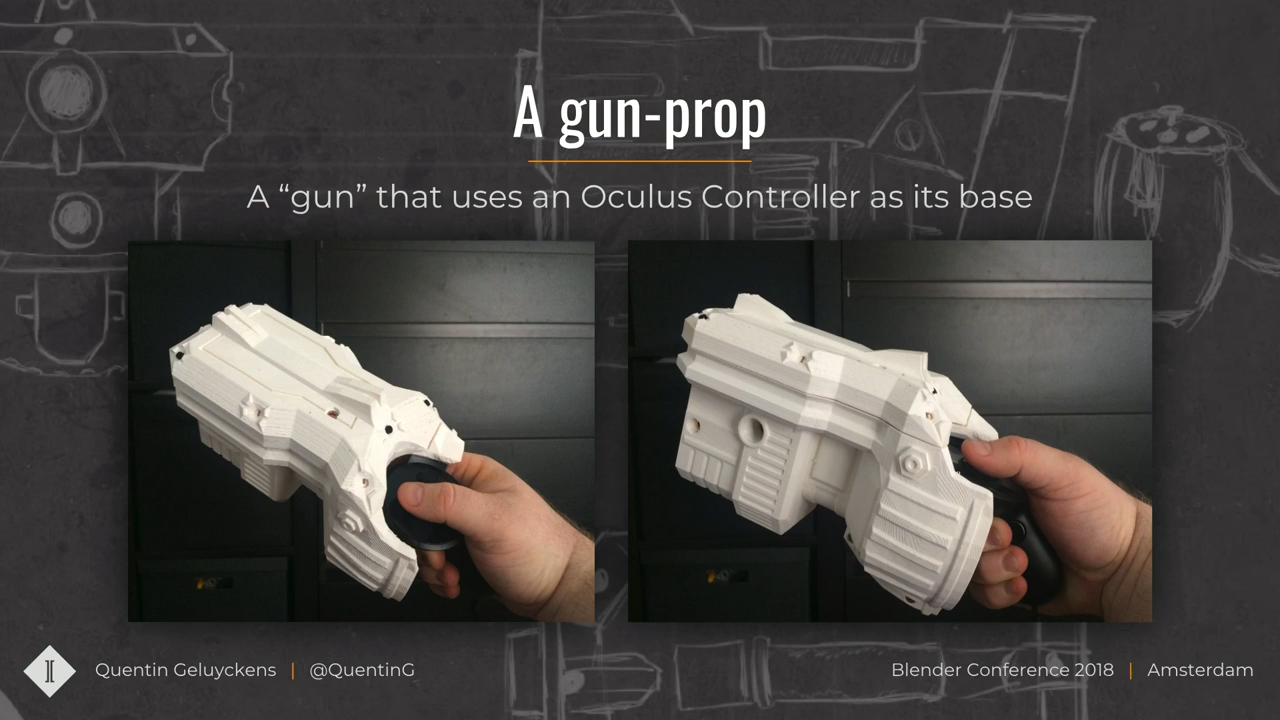 A gun-prop
A “gun” that uses an Oculus Controller as its base
Quentin Geluyckens | @QuentinG
Blender Conference 2018 | Amsterdam